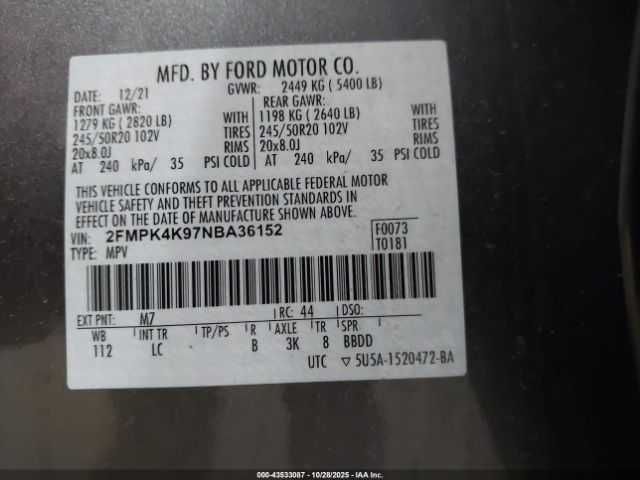 MFD. BY FORD MOTOR CO.
DATE: 12/21 GVWR: 2449 KG ( 5400 LB)
FRONT GAWR: REAR GAWR:
1279 KG ( 2820 LB) WITH 1198 KG ( 2640 LB) WITH
245/50R20 102V TIRES 245/50R20 102V TIRES
20x8.0J RIMS 20x8.0J RIMS
AT 240 kPa/ 35 PSI COLD AT 240 kPa/ 35 PSI COLD
THIS VEHICLE CONFORMS TO ALL APPLICABLE FEDERAL MOTOR
VEHICLE SAFETY AND THEFT PREVENTION STANDARDS IN
EFFECT ON THE DATE OF MANUFACTURE SHOWN ABOVE.
VIN: 2FMPK4K97NBA36152 F0073
TYPE: MPV T0181
EXT PNT: M7 RC: 44 DSO:
WB INT TR TP/PS R AXLE TR SPR
112 LC B 3K 8 BBDD
UTC ▽ 5U5A-1520472-BA
000-43533087 - 10/28/2025 - IAA Inc.